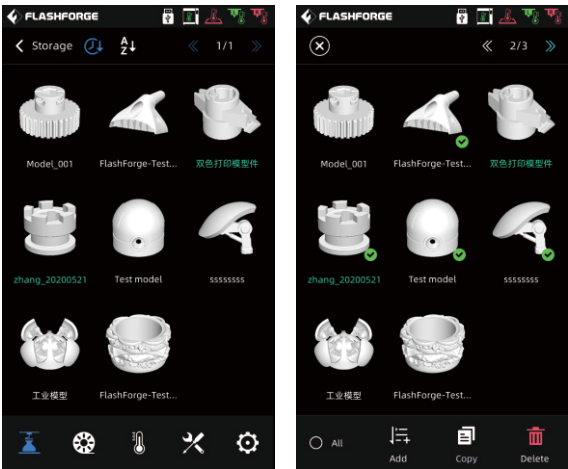 FLASHFORGE
Storage
A
Z
1/1
Model_001
FlashForge-Test...
双色打印模型件
zhang_20200521
Test model
ssssssss
工业模型
FlashForge-Test...
FLASHFORGE
2/3
Model_001
FlashForge-Test...
双色打印模型件
zhang_20200521
Test model
ssssssss
工业模型
FlashForge-Test...
All
Add
Copy
Delete